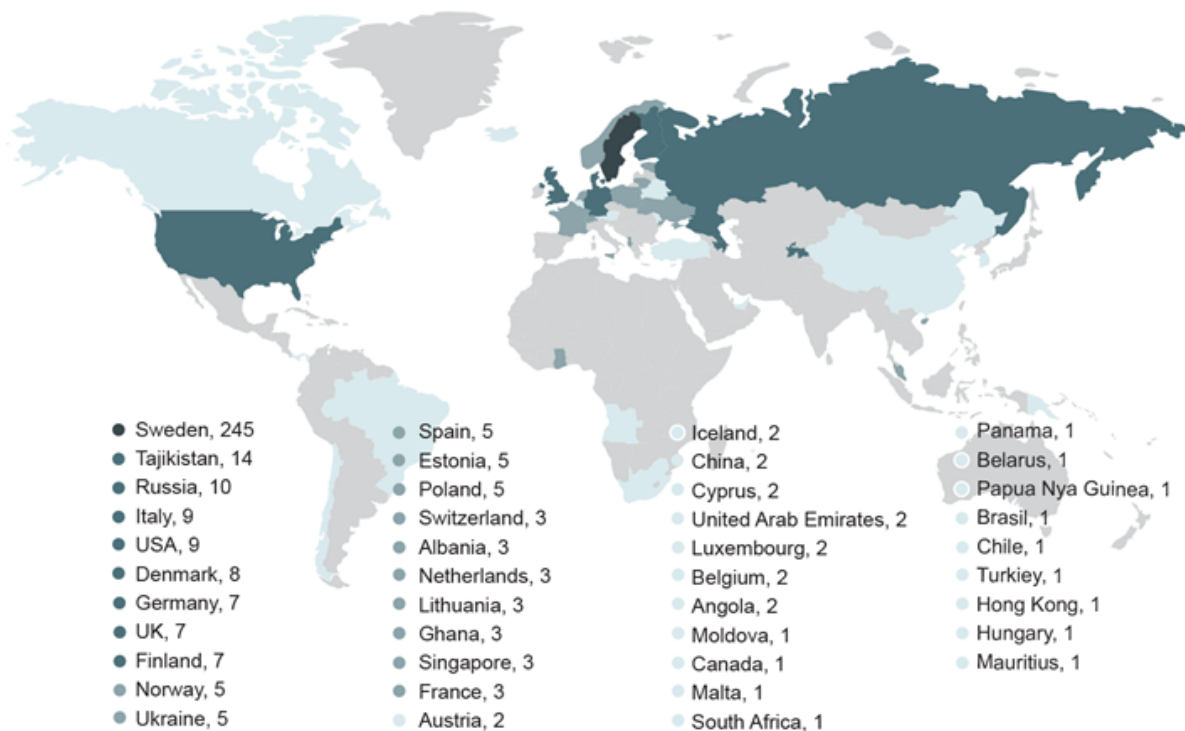 Sweden, 245
Tajikistan, 14
Russia, 10
Italy, 9
USA, 9
Denmark, 8
Germany, 7
UK, 7
Finland, 7
Norway, 5
Ukraine, 5
Spain, 5
Estonia, 5
Poland, 5
Switzerland, 3
Albania, 3
Netherlands, 3
Lithuania, 3
Ghana, 3
Singapore, 3
France, 3
Austria, 2
Iceland, 2
China, 2
Cyprus, 2
United Arab Emirates, 2
Luxembourg, 2
Belgium, 2
Angola, 2
Moldova, 1
Canada, 1
Malta, 1
South Africa, 1
Panama, 1
Belarus, 1
Papua Nya Guinea, 1
Brasil, 1
Chile, 1
Turkiey, 1
Hong Kong, 1
Hungary, 1
Mauritius, 1